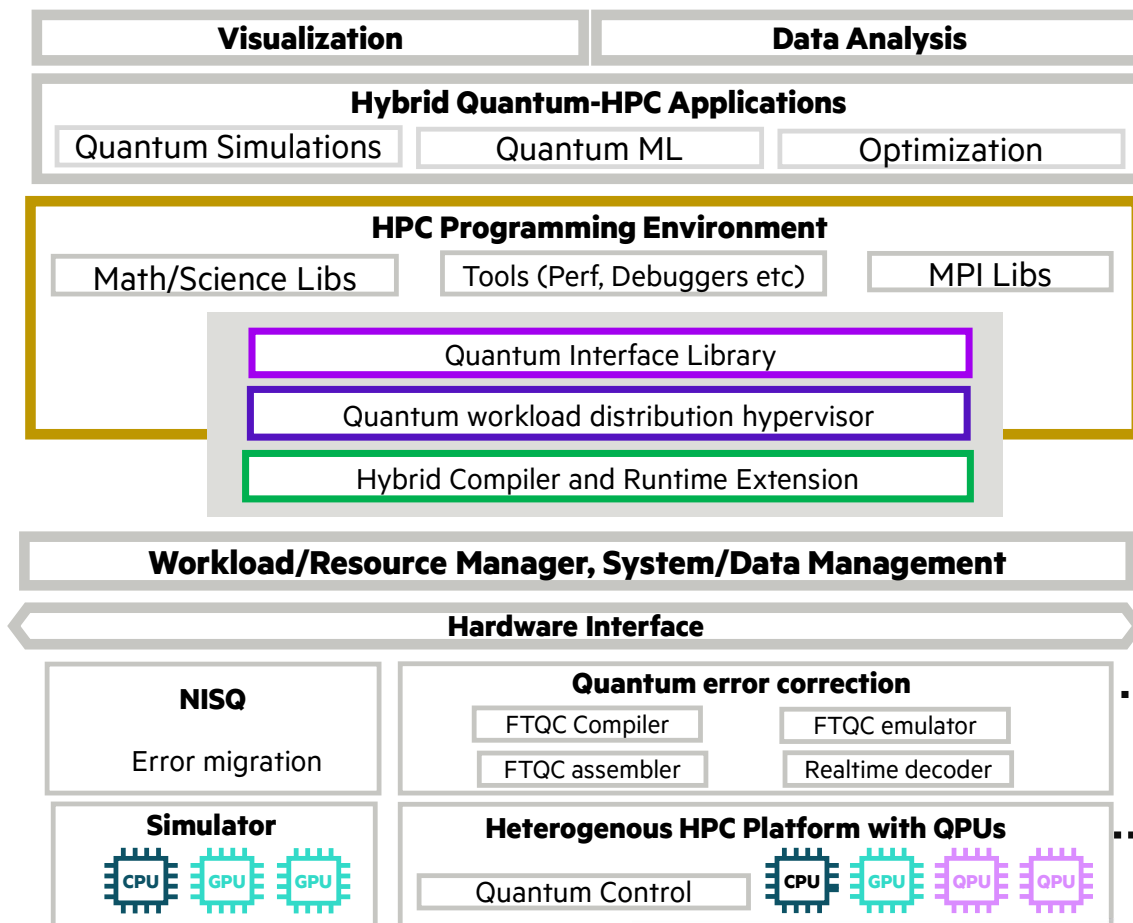 Visualization
Data Analysis
Hybrid Quantum-HPC Applications
Quantum Simulations
Quantum ML
Optimization
HPC Programming Environment
Math/Science Libs
Tools (Perf, Debuggers etc)
MPI Libs
Quantum Interface Library
Quantum workload distribution hypervisor
Hybrid Compiler and Runtime Extension
Workload/Resource Manager, System/Data Management
Hardware Interface
NISQ
Error migration
Quantum error correction
FTQC Compiler
FTQC emulator
FTQC assembler
Realtime decoder
Simulator
CPU
GPU
GPU
Heterogenous HPC Platform with QPUs
Quantum Control
CPU
GPU
QPU
QPU